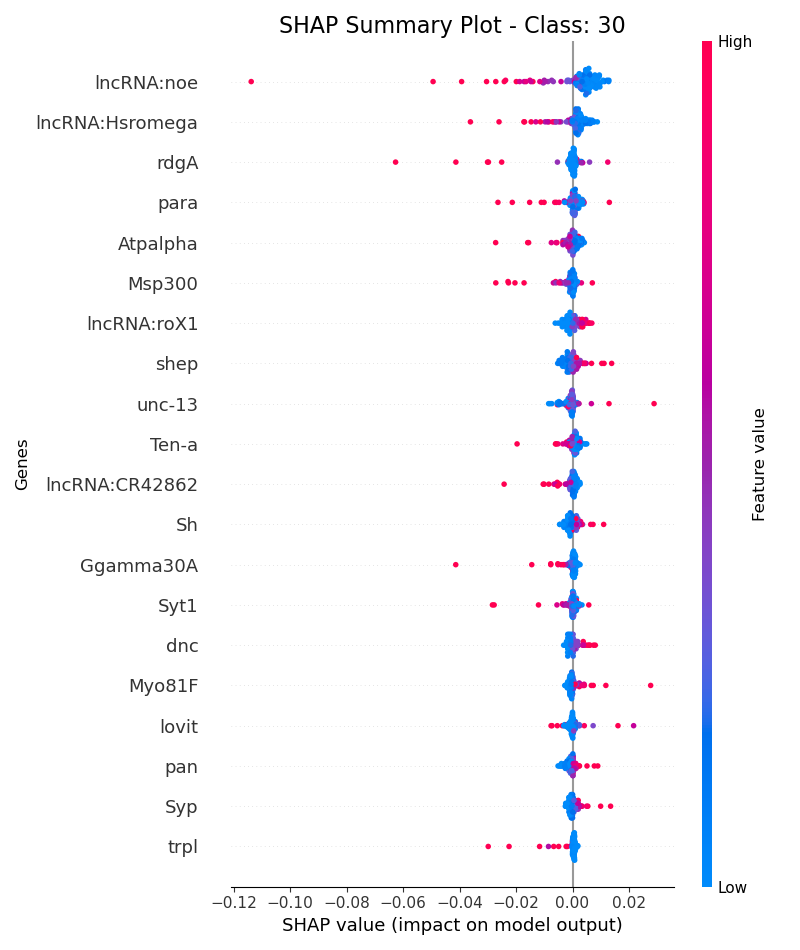 SHAP Summary Plot - Class: 30
High
lncRNA:noe
lncRNA:Hsromega
rdgA
para
Atpalpha
Msp300
lncRNA:roX1
shep
unc-13
Ten-a
lncRNA:CR42862
Sh
Ggamma30A
Syt1
dnc
Myo81F
lovit
pan
Syp
trpl
Genes
Feature value
Low
−0.12 −0.10 −0.08 −0.06 −0.04 −0.02 0.00 0.02
SHAP value (impact on model output)